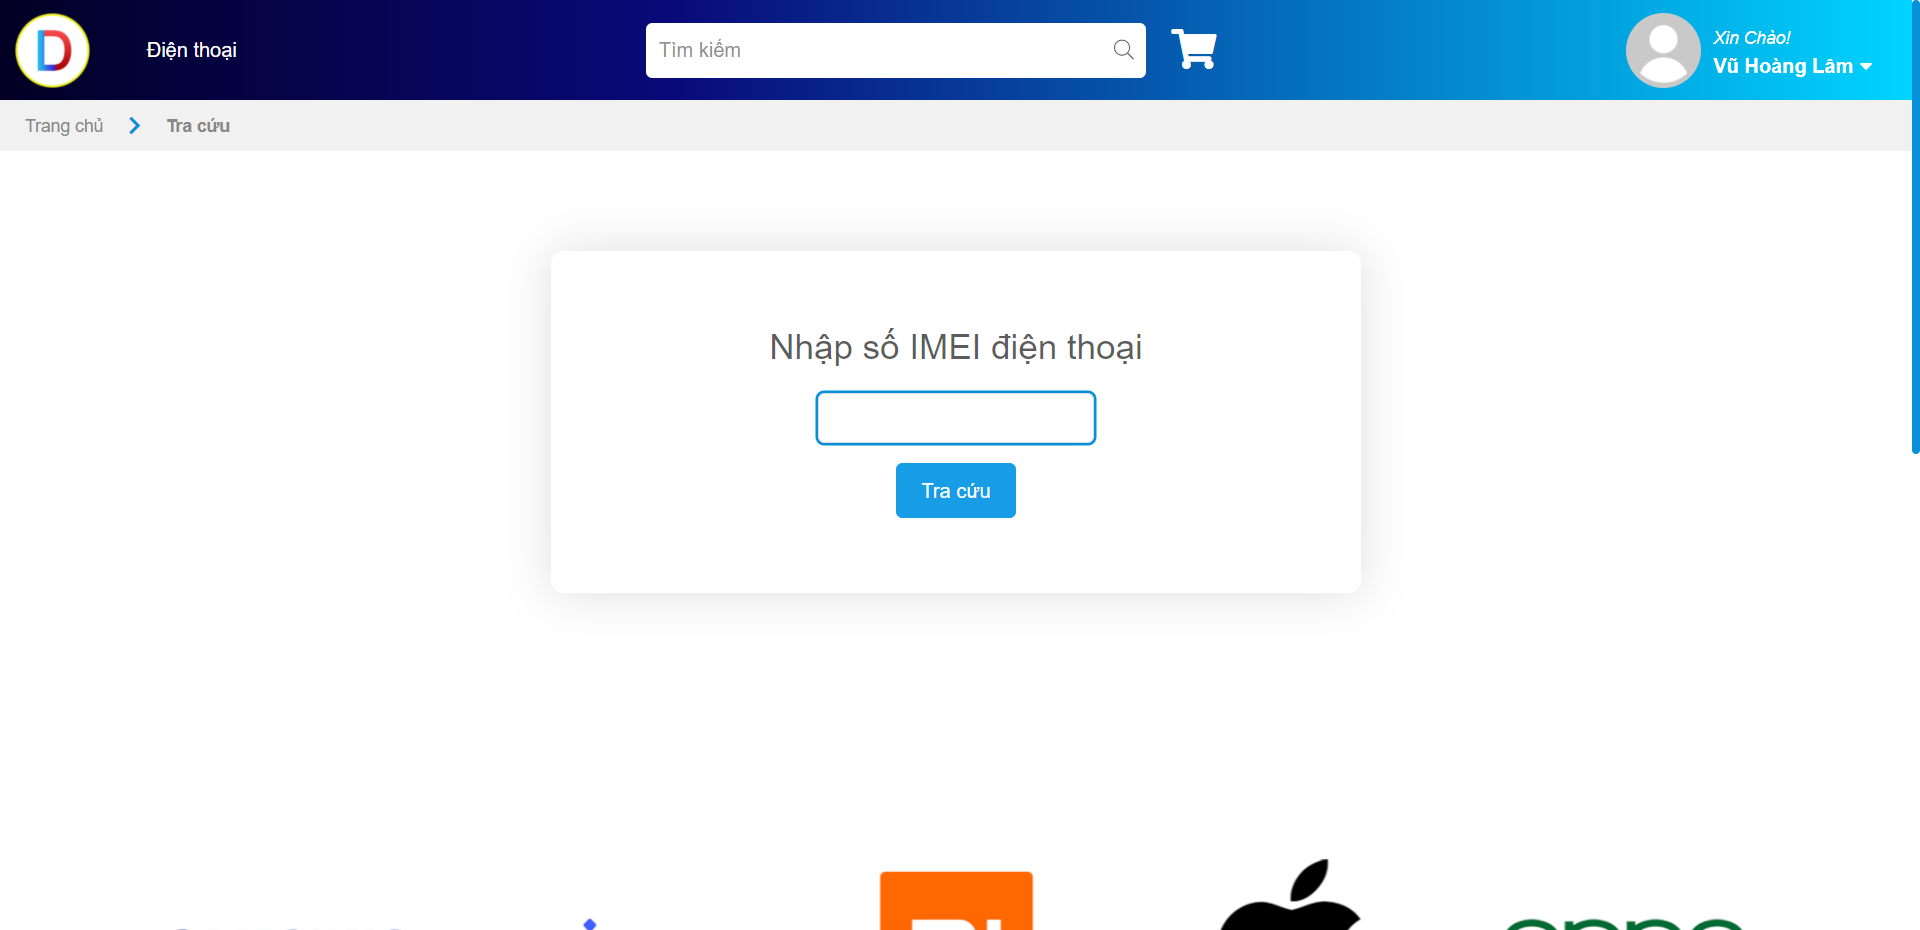 D
Điện thoại
Tìm kiếm
Xin Chào!
Vũ Hoàng Lâm
Trang chủ
Tra cứu
Nhập số IMEI điện thoại
Tra cứu